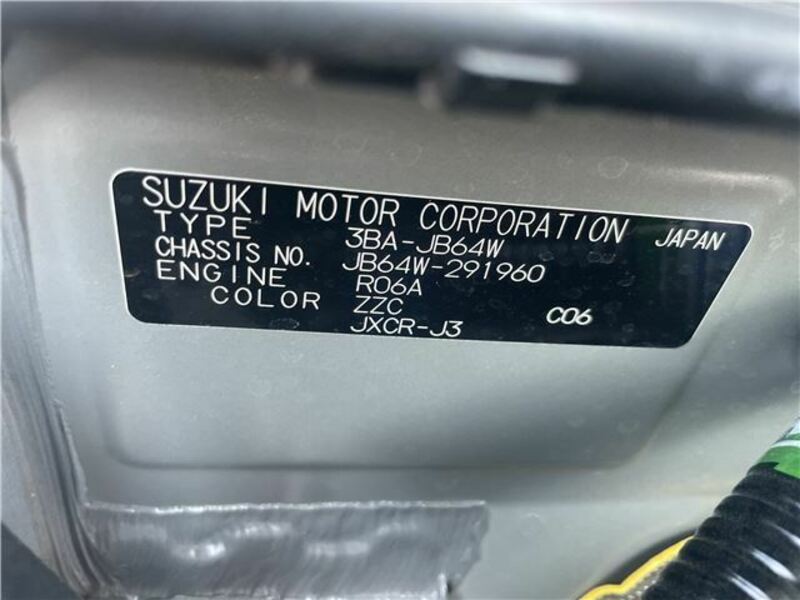 SUZUKI MOTOR CORPORATION JAPAN
TYPE 3BA-JB64W
CHASSIS NO. JB64W-291960
ENGINE R06A
COLOR ZZC C06
JXCR-J3